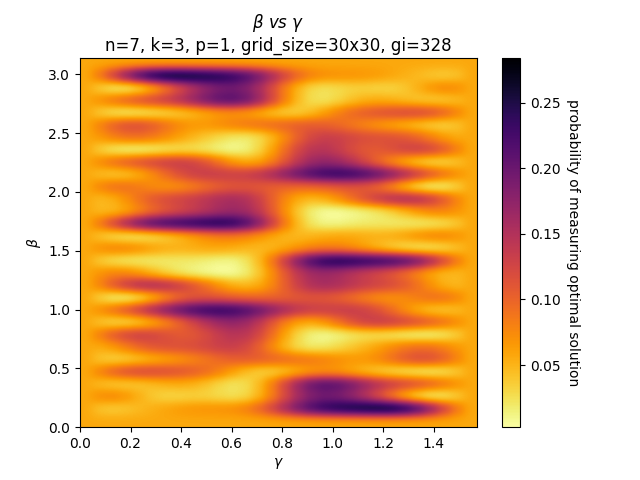 β vs γ
n=7, k=3, p=1, grid_size=30x30, gi=328
3.0
2.5
2.0
1.5
1.0
0.5
0.0
β
0.0 0.2 0.4 0.6 0.8 1.0 1.2 1.4
γ
0.25
0.20
0.15
0.10
0.05
probability of measuring optimal solution